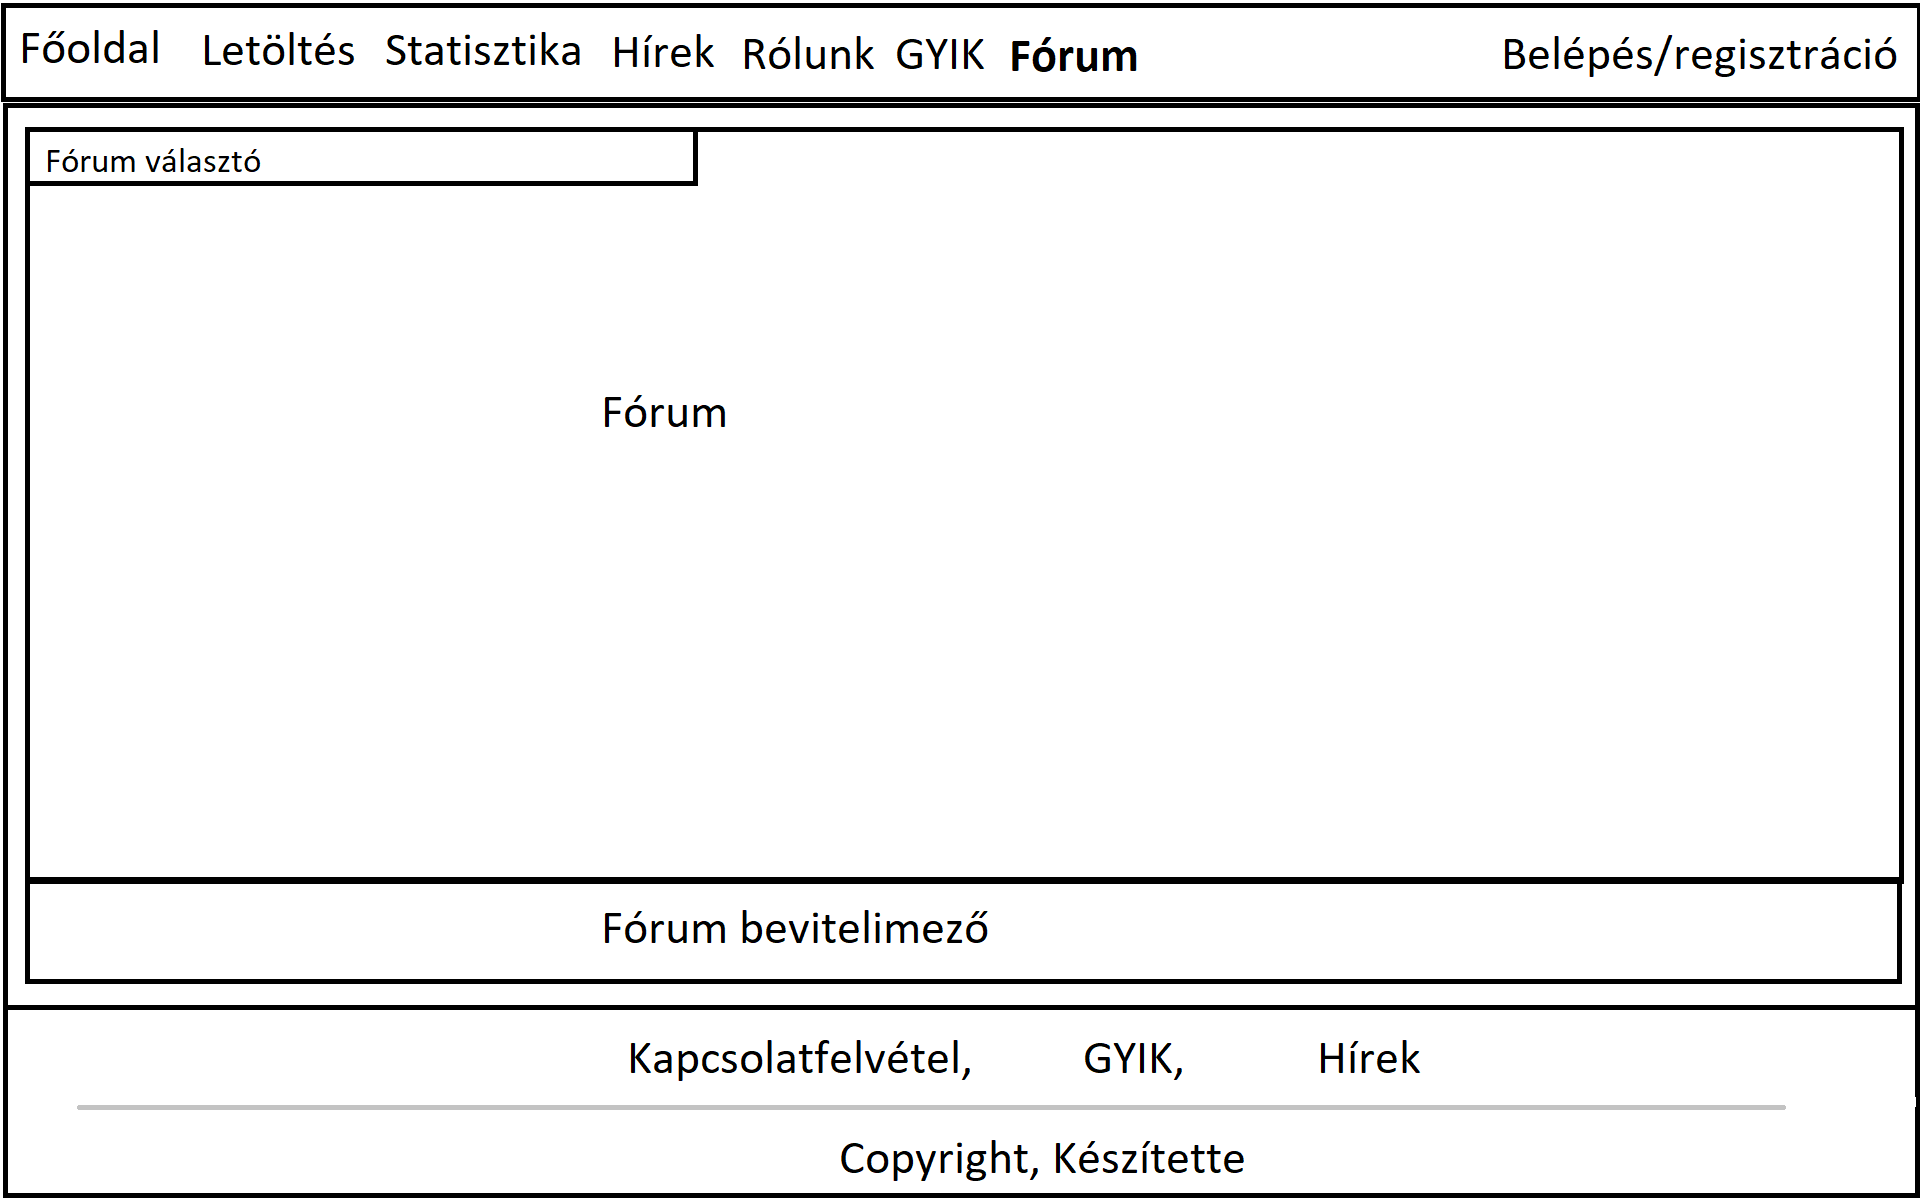 Főoldal Letöltés Statisztika Hírek Rólunk GYIK Fórum Belépés/regisztráció
Fórum választó
Fórum
Fórum bevitelimező
Kapcsolatfelvétel, GYIK, Hírek
Copyright, Készítette